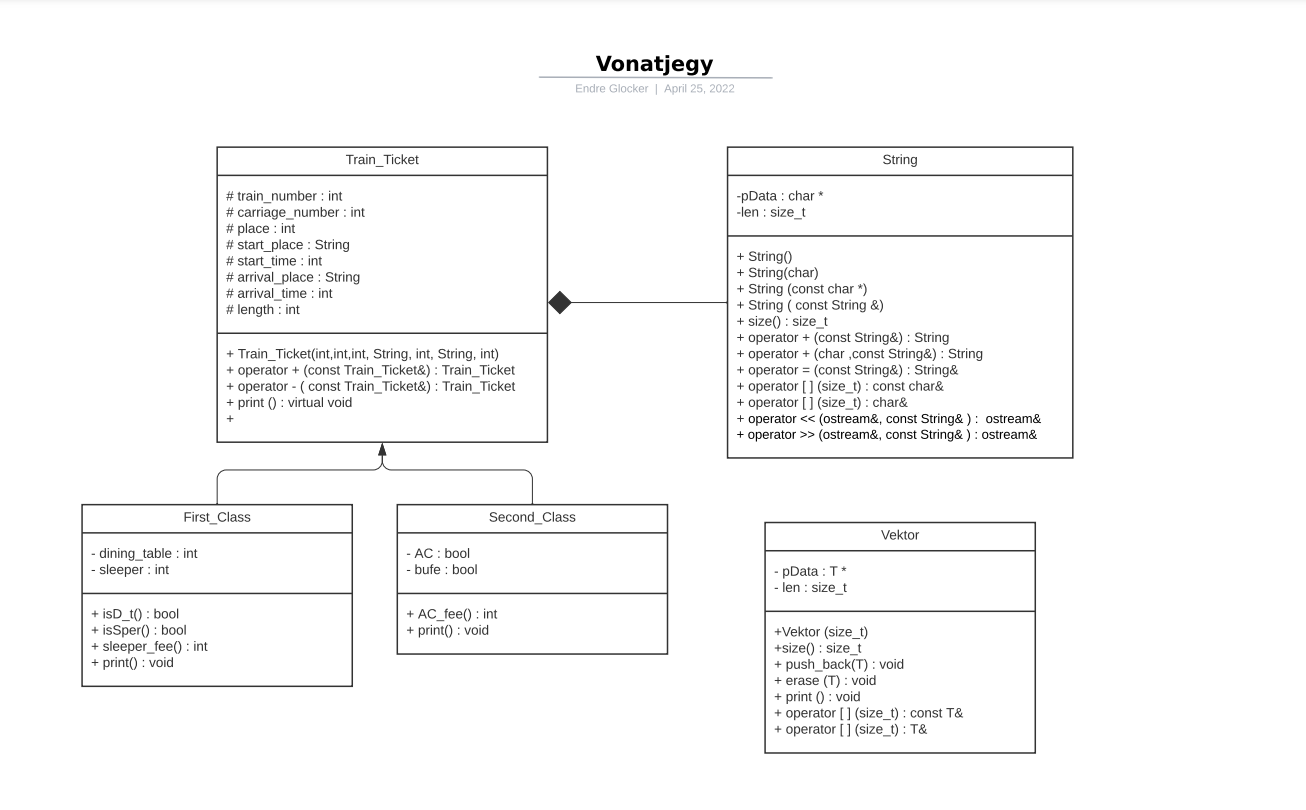 Vonatjegy
Endre Glocker | April 25, 2022
Train_Ticket
# train_number : int
# carriage_number : int
# place : int
# start_place : String
# start_time : int
# arrival_place : String
# arrival_time : int
# length : int
+ Train_Ticket(int,int,int, String, int, String, int)
+ operator + (const Train_Ticket&) : Train_Ticket
+ operator - ( const Train_Ticket&) : Train_Ticket
+ print () : virtual void
+
String
-pData : char *
-len : size_t
+ String()
+ String(char)
+ String (const char *)
+ String ( const String &)
+ size() : size_t
+ operator + (const String&) : String
+ operator + (char ,const String&) : String
+ operator = (const String&) : String&
+ operator [ ] (size_t) : const char&
+ operator [ ] (size_t) : char&
+ operator << (ostream&, const String& ) :  ostream&
+ operator >> (ostream&, const String& ) : ostream&
First_Class
- dining_table : int
- sleeper : int
+ isD_t() : bool
+ isSper() : bool
+ sleeper_fee() : int
+ print() : void
Second_Class
- AC : bool
- bufe : bool
+ AC_fee() : int
+ print() : void
Vektor
- pData : T *
- len : size_t
+Vektor (size_t)
+size() : size_t
+ push_back(T) : void
+ erase (T) : void
+ print () : void
+ operator [ ] (size_t) : const T&
+ operator [ ] (size_t) : T&